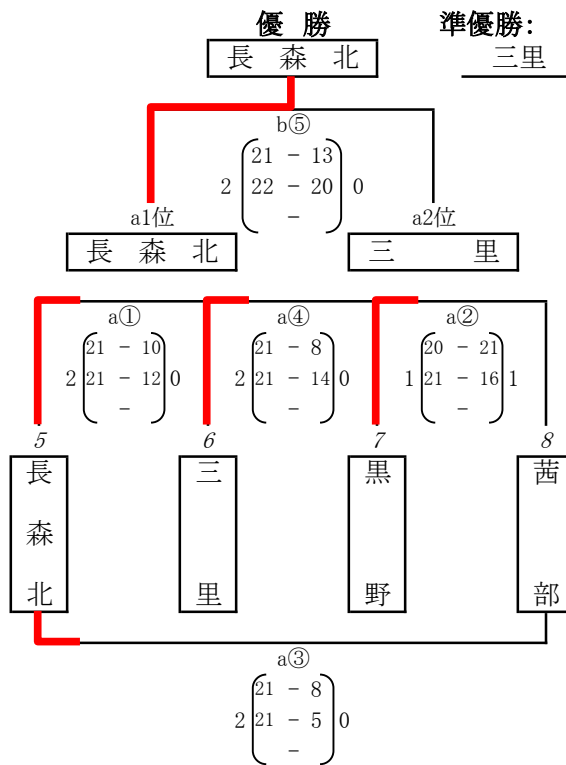 優 勝
準優勝:
長 森 北
三里
b⑤
21 - 13
2 22 - 20 0
-
a1位
a2位
長 森 北
三 里
a① a④ a②
21 - 10 21 - 8 20 - 21
2 21 - 12 0 2 21 - 14 0 1 21 - 16 1
- - -
5 6 7 8
長森北
三里
黒野
茜部
a③
21 - 8
2 21 - 5 0
-